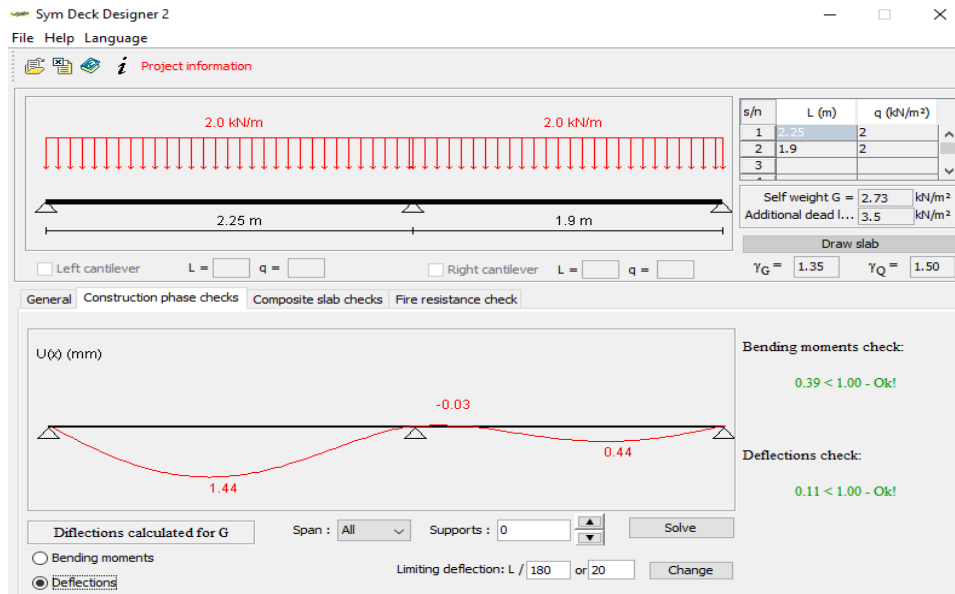 Sym Deck Designer 2
File Help Language
i Project information
2.0 kN/m 2.0 kN/m
2.25 m 1.9 m
s/n L (m) q (kN/m²)
1 2.25 2
2 1.9 2
3
Self weight G = 2.73 kN/m²
Additional dead l... 3.5 kN/m²
Draw slab
γG = 1.35 γQ = 1.50
Left cantilever L = q = Right cantilever L = q =
General Construction phase checks Composite slab checks Fire resistance check
U(x) (mm)
-0.03
0.44
1.44
Bending moments check:
0.39 < 1.00 - Ok!
Deflections check:
0.11 < 1.00 - Ok!
Diflections calculated for G Span : All Supports : 0 Solve
Bending moments
Deflections
Limiting deflection: L / 180 or 20 Change